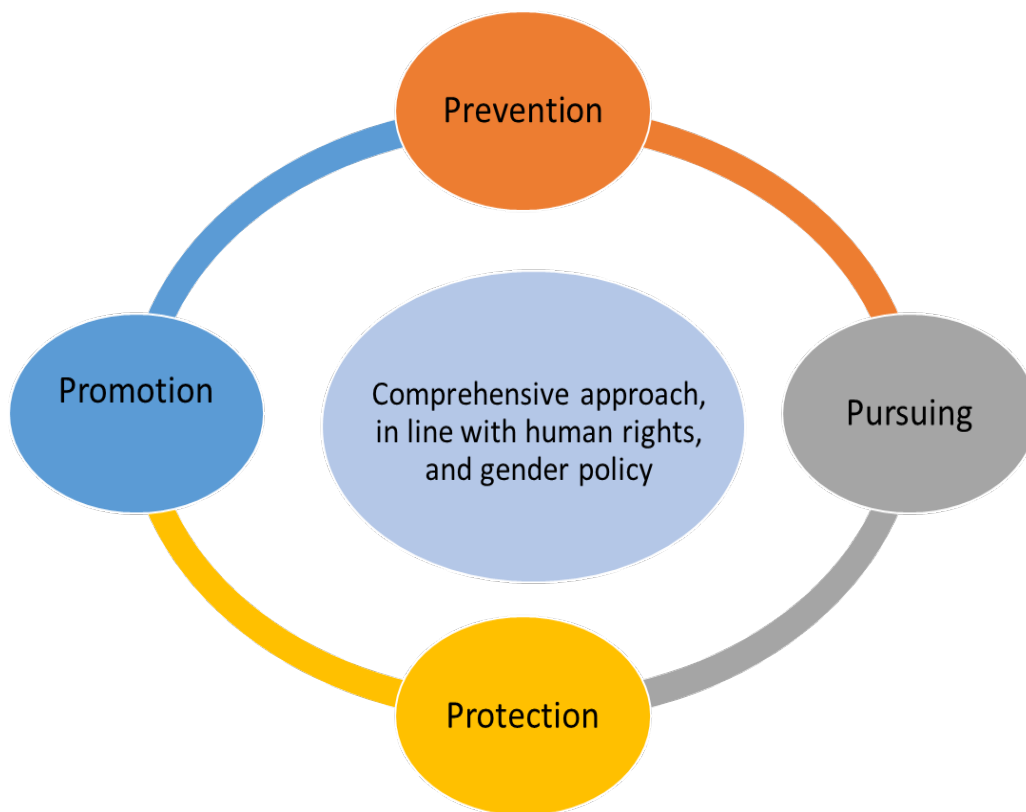 Prevention
Promotion
Comprehensive approach,
in line with human rights,
and gender policy
Pursuing
Protection